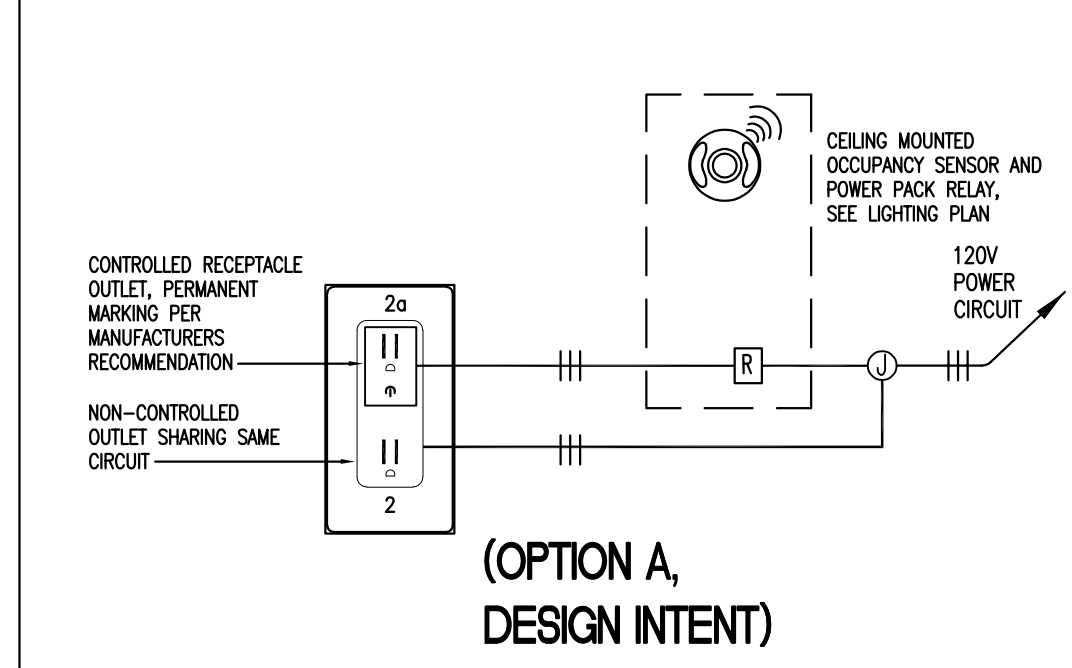 CEILING MOUNTED
OCCUPANCY SENSOR AND
POWER PACK RELAY,
SEE LIGHTING PLAN
120V
POWER
CIRCUIT
CONTROLLED RECEPTACLE
OUTLET, PERMANENT
MARKING PER
MANUFACTURERS
RECOMMENDATION
2a
R
J
NON-CONTROLLED
OUTLET SHARING SAME
CIRCUIT
2
(OPTION A,
DESIGN INTENT)